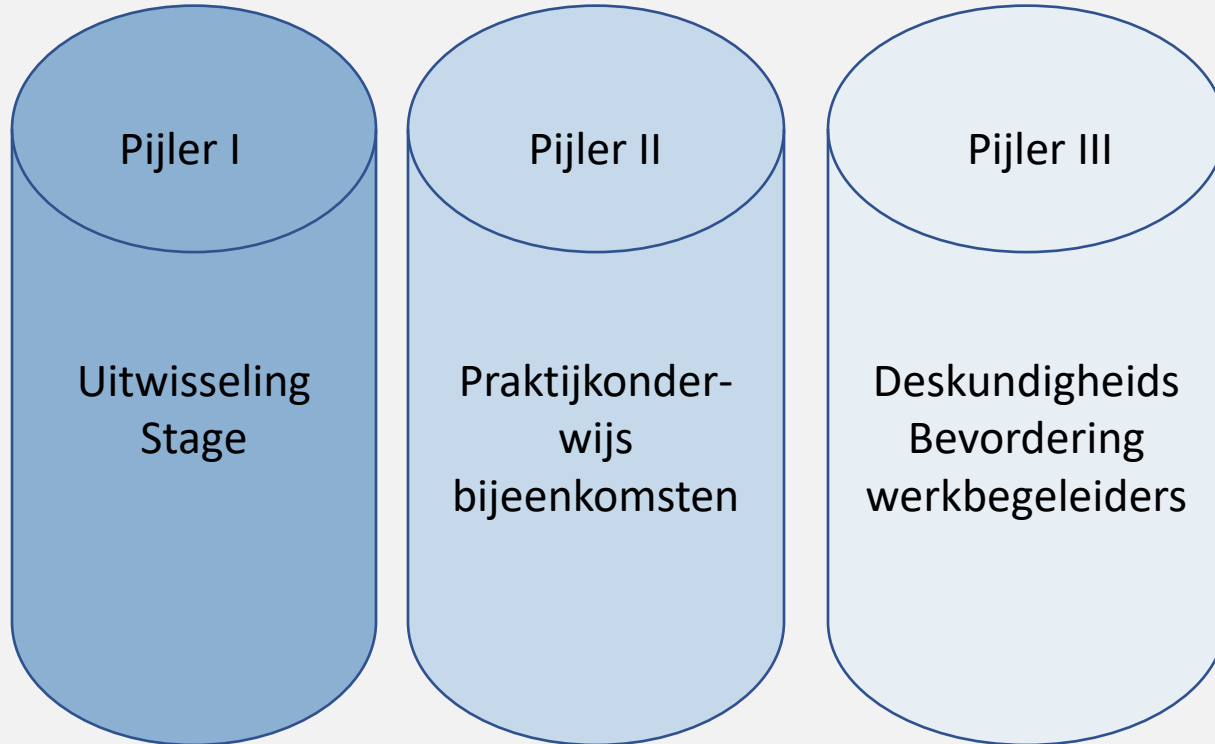 Pijler I
Uitwisseling
Stage
Pijler II
Praktijkonder-
wijs
bijeenkomsten
Pijler III
Deskundigheids
Bevordering
werkbegeleiders